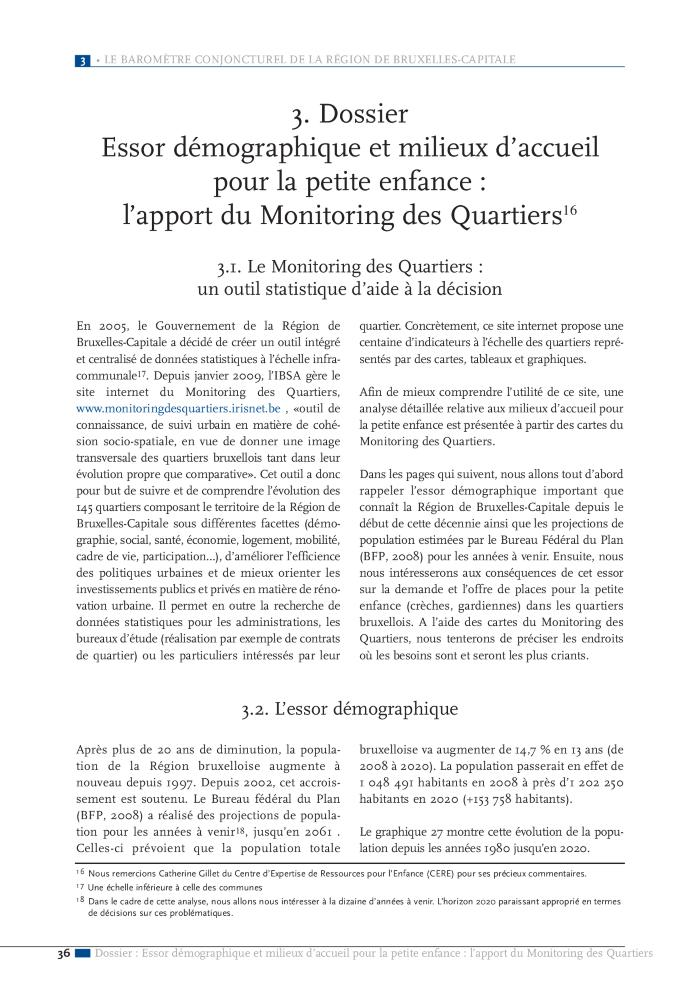 3 • LE BAROMÈTRE CONJONCTUREL DE LA RÉGION DE BRUXELLES-CAPITALE
3. Dossier
Essor démographique et milieux d'accueil
pour la petite enfance :
l'apport du Monitoring des Quartiers16
3.1. Le Monitoring des Quartiers :
un outil statistique d'aide à la décision
En 2005, le Gouvernement de la Région de
Bruxelles-Capitale a décidé de créer un outil intégré
et centralisé de données statistiques à l'échelle infra-
communale17. Depuis janvier 2009, l'IBSA gère le
site internet du Monitoring des Quartiers,
www.monitoringdesquartiers.irisnet.be , «outil de
connaissance, de suivi urbain en matière de cohé-
sion socio-spatiale, en vue de donner une image
transversale des quartiers bruxellois tant dans leur
évolution propre que comparative». Cet outil a donc
pour but de suivre et de comprendre l'évolution des
145 quartiers composant le territoire de la Région de
Bruxelles-Capitale sous différentes facettes (démo-
graphie, social, santé, économie, logement, mobilité,
cadre de vie, participation...), d'améliorer l'efficience
des politiques urbaines et de mieux orienter les
investissements publics et privés en matière de réno-
vation urbaine. Il permet en outre la recherche de
données statistiques pour les administrations, les
bureaux d'étude (réalisation par exemple de contrats
de quartier) ou les particuliers intéressés par leur
quartier. Concrètement, ce site internet propose une
centaine d'indicateurs à l'échelle des quartiers repré-
sentés par des cartes, tableaux et graphiques.
Afin de mieux comprendre l'utilité de ce site, une
analyse détaillée relative aux milieux d'accueil pour
la petite enfance est présentée à partir des cartes du
Monitoring des Quartiers.
Dans les pages qui suivent, nous allons tout d'abord
rappeler l'essor démographique important que
connaît la Région de Bruxelles-Capitale depuis le
début de cette décennie ainsi que les projections de
population estimées par le Bureau Fédéral du Plan
(BFP, 2008) pour les années à venir. Ensuite, nous
nous intéresserons aux conséquences de cet essor
sur la demande et l'offre de places pour la petite
enfance (crèches, gardiennes) dans les quartiers
bruxellois. A l'aide des cartes du Monitoring des
Quartiers, nous tenterons de préciser les endroits
où les besoins sont et seront les plus criants.
3.2. L'essor démographique
Après plus de 20 ans de diminution, la popula-
tion de la Région bruxelloise augmente à
nouveau depuis 1997. Depuis 2002, cet accrois-
sement est soutenu. Le Bureau fédéral du Plan
(BFP, 2008) a réalisé des projections de popula-
tion pour les années à venir18, jusqu'en 2061 .
Celles-ci prévoient que la population totale
bruxelloise va augmenter de 14,7 % en 13 ans (de
2008 à 2020). La population passerait en effet de
1 048 491 habitants en 2008 à près d'1 202 250
habitants en 2020 (+153 758 habitants).
Le graphique 27 montre cette évolution de la popu-
lation depuis les années 1980 jusqu'en 2020.
16 Nous remercions Catherine Gillet du Centre d'Expertise de Ressources pour l'Enfance (CERE) pour ses précieux commentaires.
17 Une échelle inférieure à celle des communes
18 Dans le cadre de cette analyse, nous allons nous intéresser à la dizaine d'années à venir. L'horizon 2020 paraissant approprié en termes
de décisions sur ces problématiques.
36 Dossier : Essor démographique et milieux d'accueil pour la petite enfance : l'apport du Monitoring des Quartiers